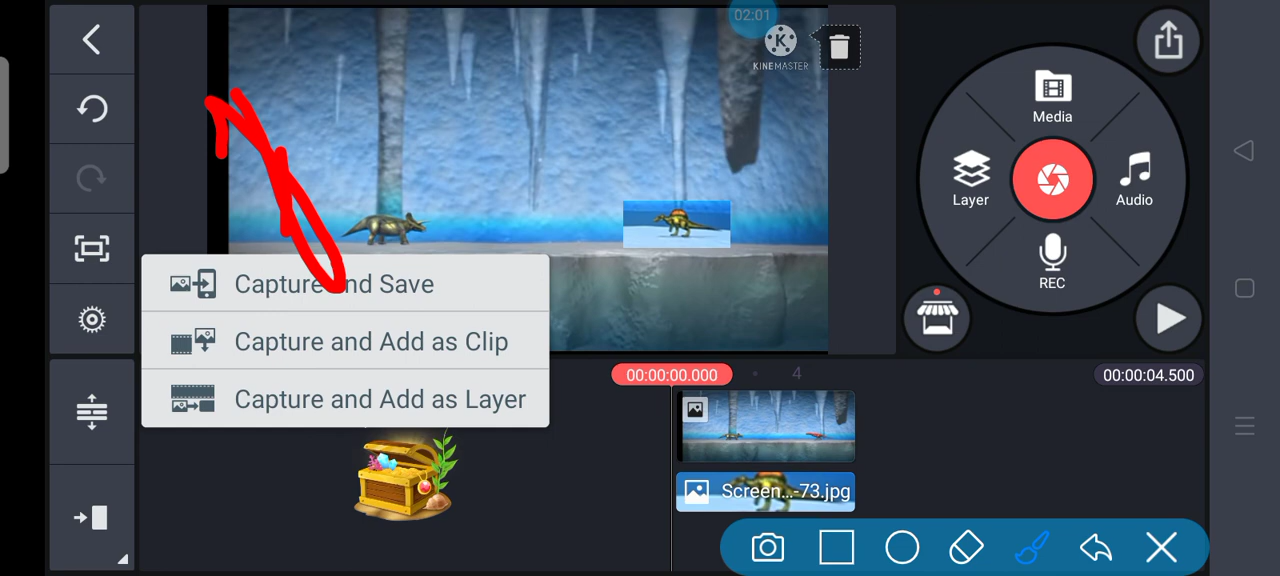 02:01
K
KINEMASTER
Media
Layer
Audio
REC
Capture and Save
Capture and Add as Clip
Capture and Add as Layer
00:00:00.000
4
00:00:04.500
Screen...-73.jpg